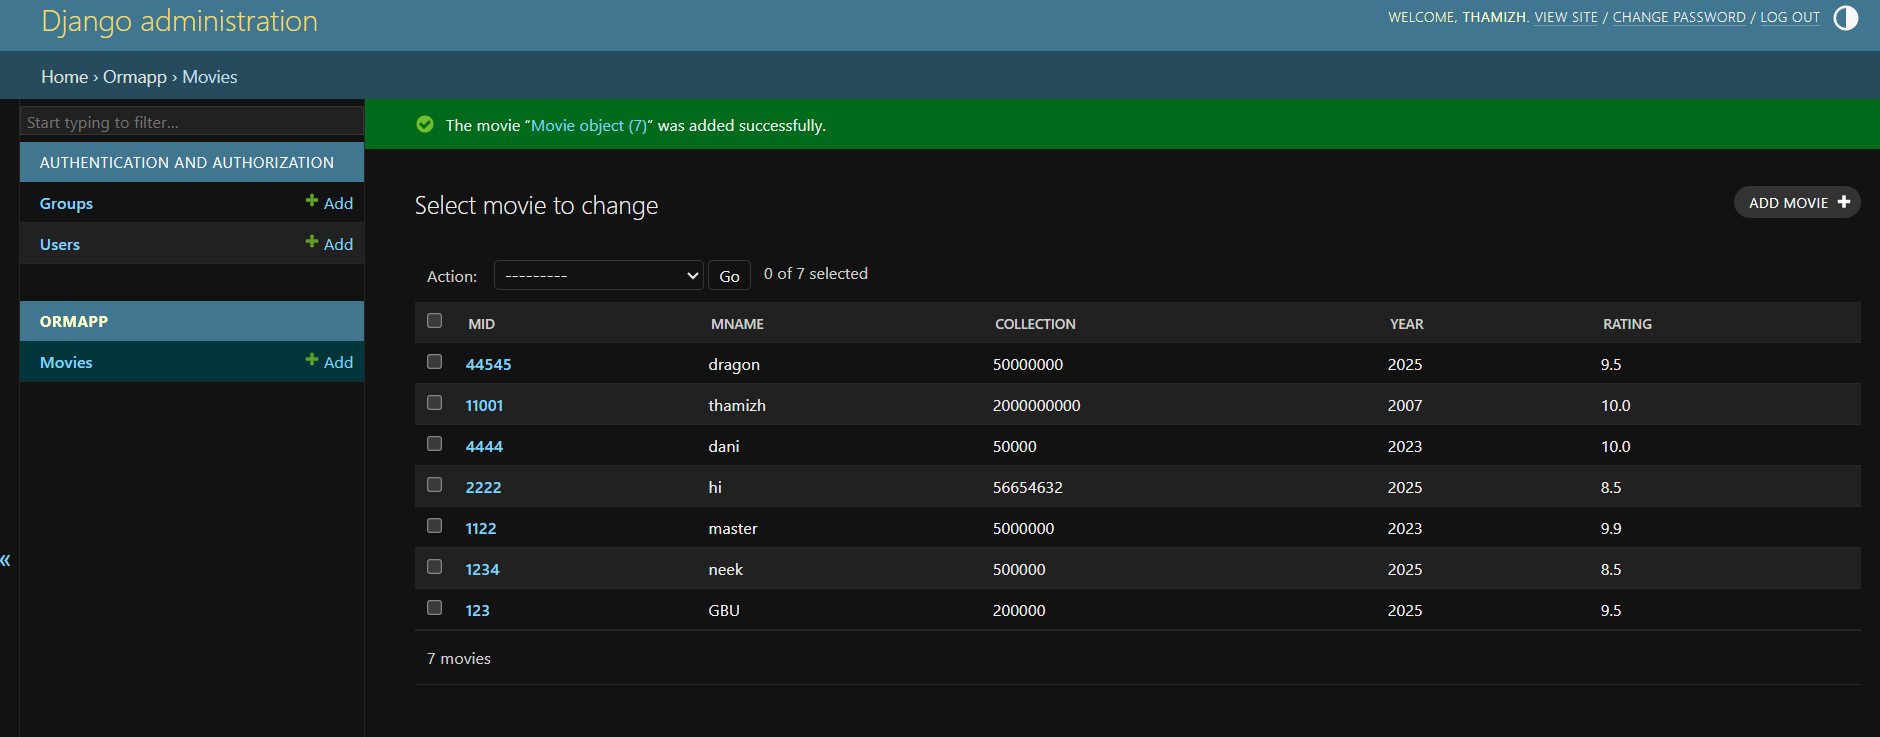 Django administration
WELCOME, THAMIZH. VIEW SITE / CHANGE PASSWORD / LOG OUT
Home › Ormapp › Movies
Start typing to filter...
AUTHENTICATION AND AUTHORIZATION
Groups + Add
Users + Add
ORMAPP
Movies + Add
«
The movie “Movie object (7)” was added successfully.
Select movie to change
ADD MOVIE +
Action: --------- Go 0 of 7 selected
MID MNAME COLLECTION YEAR RATING
44545 dragon 50000000 2025 9.5
11001 thamizh 2000000000 2007 10.0
4444 dani 50000 2023 10.0
2222 hi 56654632 2025 8.5
1122 master 5000000 2023 9.9
1234 neek 500000 2025 8.5
123 GBU 200000 2025 9.5
7 movies